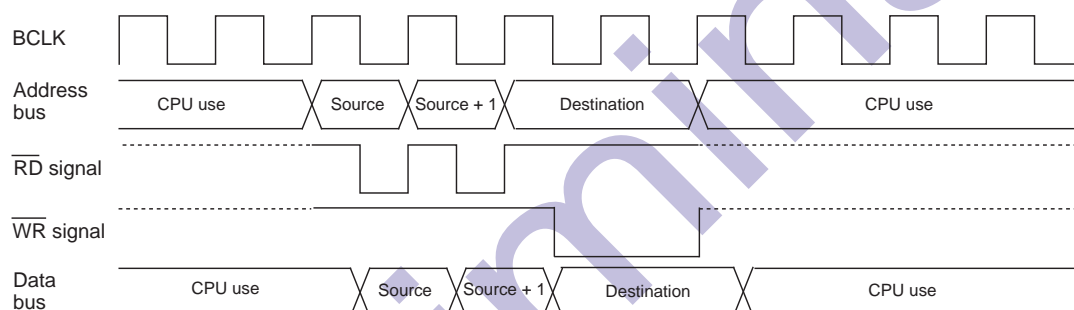 BCLK
Address bus
CPU use Source Source + 1 Destination CPU use
RD signal
WR signal
Data bus
CPU use Source Source + 1 Destination CPU use